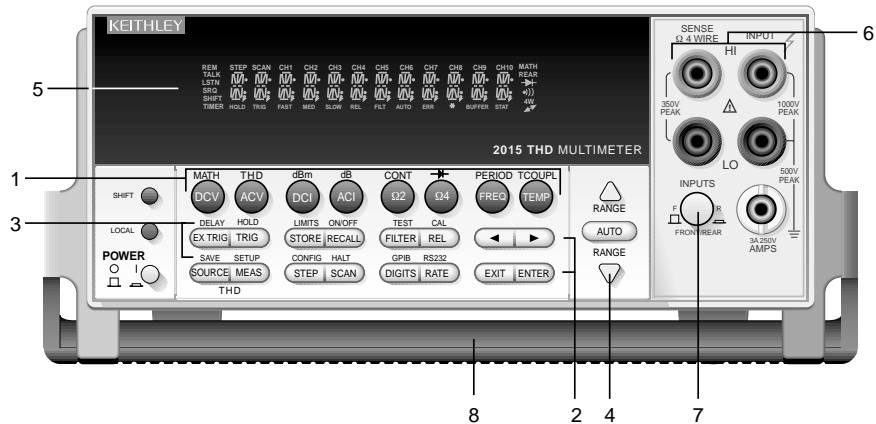 KEITHLEY
SENSE
Ω 4 WIRE
INPUT
HI
6
5
REM
TALK
LSTN
SRQ
SHIFT
TIMER
STEP SCAN CH1 CH2 CH3 CH4 CH5 CH6 CH7 CH8 CH9 CH10
HOLD TRIG FAST MED SLOW REL FILT AUTO ERR * BUFFER STAT
MATH
REAR
4W
350V
PEAK
1000V
PEAK
2015 THD MULTIMETER
LO
500V
PEAK
1
MATH THD dBm dB CONT PERIOD TCOUPL
DCV ACV DCI ACI Ω2 Ω4 FREQ TEMP
SHIFT
RANGE
INPUTS
F R
FRONT/REAR
3
DELAY HOLD LIMITS ON/OFF TEST CAL
EX TRIG TRIG STORE RECALL FILTER REL ◄ ►
LOCAL
AUTO
3A 250V
AMPS
POWER
O I
SAVE SETUP CONFIG HALT GPIB RS232
SOURCE MEAS STEP SCAN DIGITS RATE EXIT ENTER
THD
RANGE
8 2 4 7